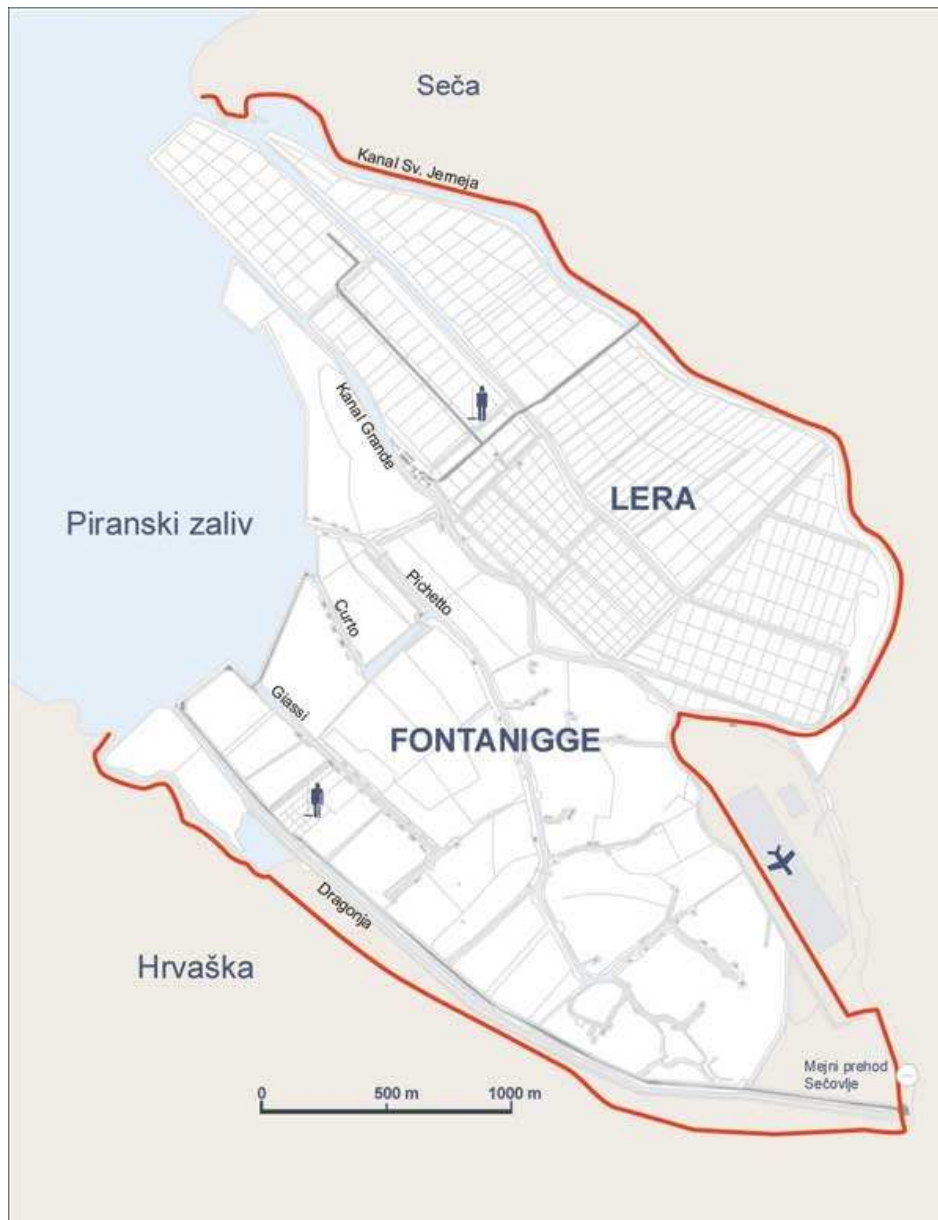 Seča
Kanal Sv. Jerneja
Kanal Grande
LERA
Piranski zaliv
Pichetto
Curto
Giassi
FONTANIGGE
Dragonja
Hrvaška
Mejni prehod
Sečovlje
0 500 m 1000 m